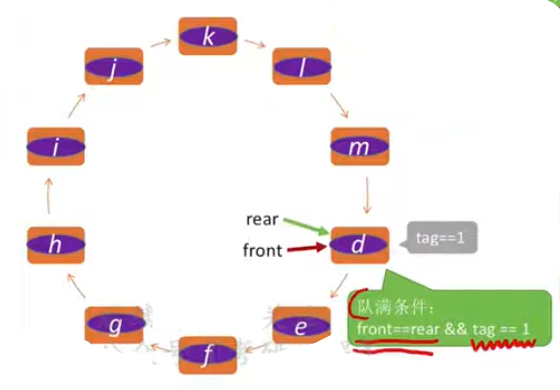 k
j
l
i
m
rear
front
d
tag==1
h
队满条件：
front==rear && tag == 1
g
e
f